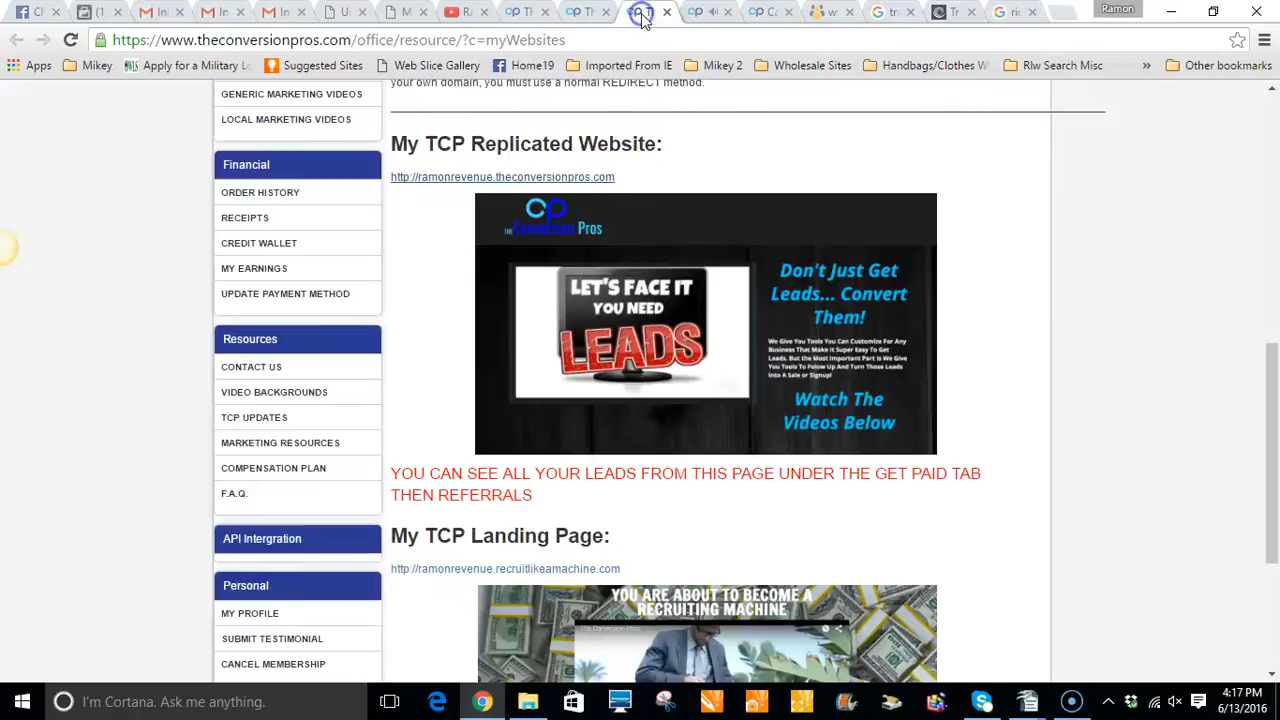 Ramon
https://www.theconversionpros.com/office/resource/?c=myWebsites
Apps
Mikey
Apply for a Military Lo
Suggested Sites
Web Slice Gallery
Home19
Imported From IE
Mikey 2
Wholesale Sites
Handbags/Clothes W
Rlw Search Misc
»
Other bookmarks
your own domain, you must use a normal REDIRECT method.
GENERIC MARKETING VIDEOS
LOCAL MARKETING VIDEOS
Financial
ORDER HISTORY
RECEIPTS
CREDIT WALLET
MY EARNINGS
UPDATE PAYMENT METHOD
Resources
CONTACT US
VIDEO BACKGROUNDS
TCP UPDATES
MARKETING RESOURCES
COMPENSATION PLAN
F.A.Q.
API Intergration
Personal
MY PROFILE
SUBMIT TESTIMONIAL
CANCEL MEMBERSHIP
My TCP Replicated Website:
http://ramonrevenue.theconversionpros.com
THE Conversion Pros
LET'S FACE IT
YOU NEED
LEADS
Don't Just Get
Leads... Convert
Them!
We Give You Tools You Can Customize For Any
Business That Make it Super Easy To Get
Leads. But the Most Important Part Is We Give
You Tools To Folow Up And Turn Those Leads
Into A Sale or Signup!
Watch The
Videos Below
YOU CAN SEE ALL YOUR LEADS FROM THIS PAGE UNDER THE GET PAID TAB
THEN REFERRALS
My TCP Landing Page:
http://ramonrevenue.recruitlikeamachine.com
YOU ARE ABOUT TO BECOME A
RECRUITING MACHINE
The Conversion Pros
I'm Cortana. Ask me anything.
4:17 PM
6/13/2016